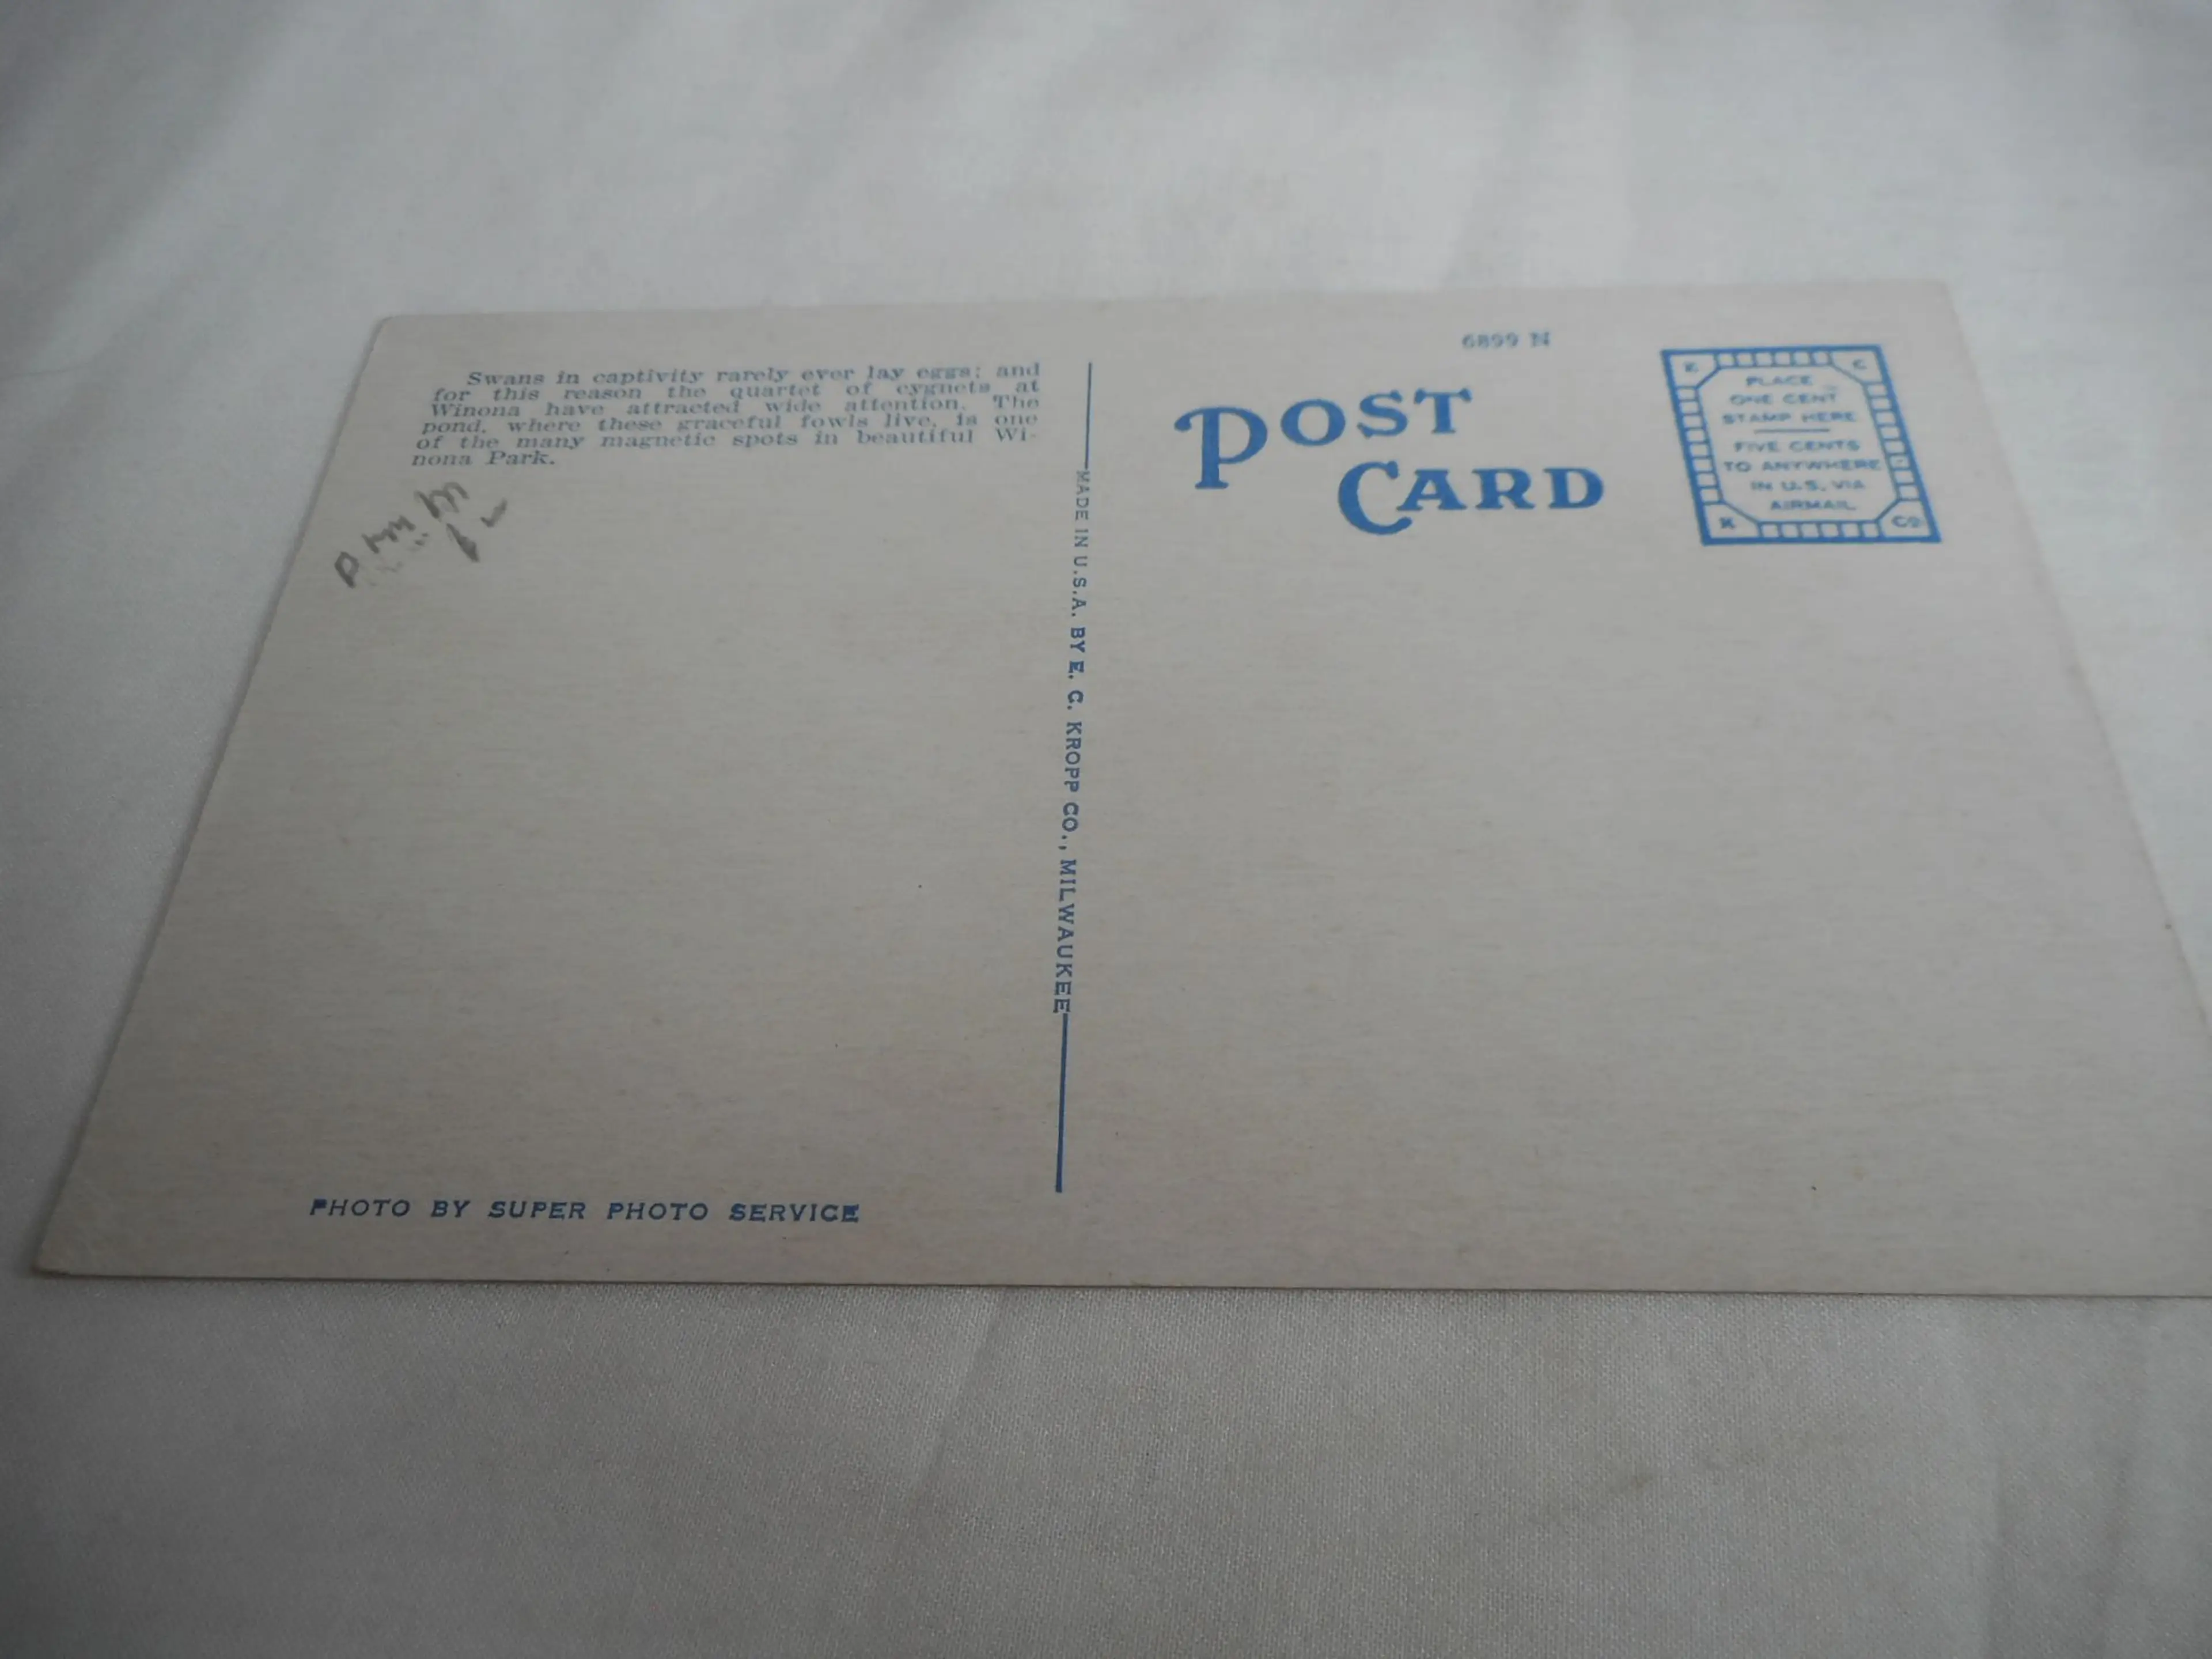 Swans in captivity rarely ever lay eggs; and
for this reason the quartet of cygnets at
Winona have attracted wide attention. The
pond, where these graceful fowls live, is one
of the many magnetic spots in beautiful Wi-
nona Park.
PHOTO BY SUPER PHOTO SERVICE
MADE IN U.S.A. BY E. C. KROPP CO., MILWAUKEE
6899 N
POST
CARD
E C
PLACE
ONE CENT
STAMP HERE
FIVE CENTS
TO ANYWHERE
IN U.S. VIA
AIRMAIL
K CO